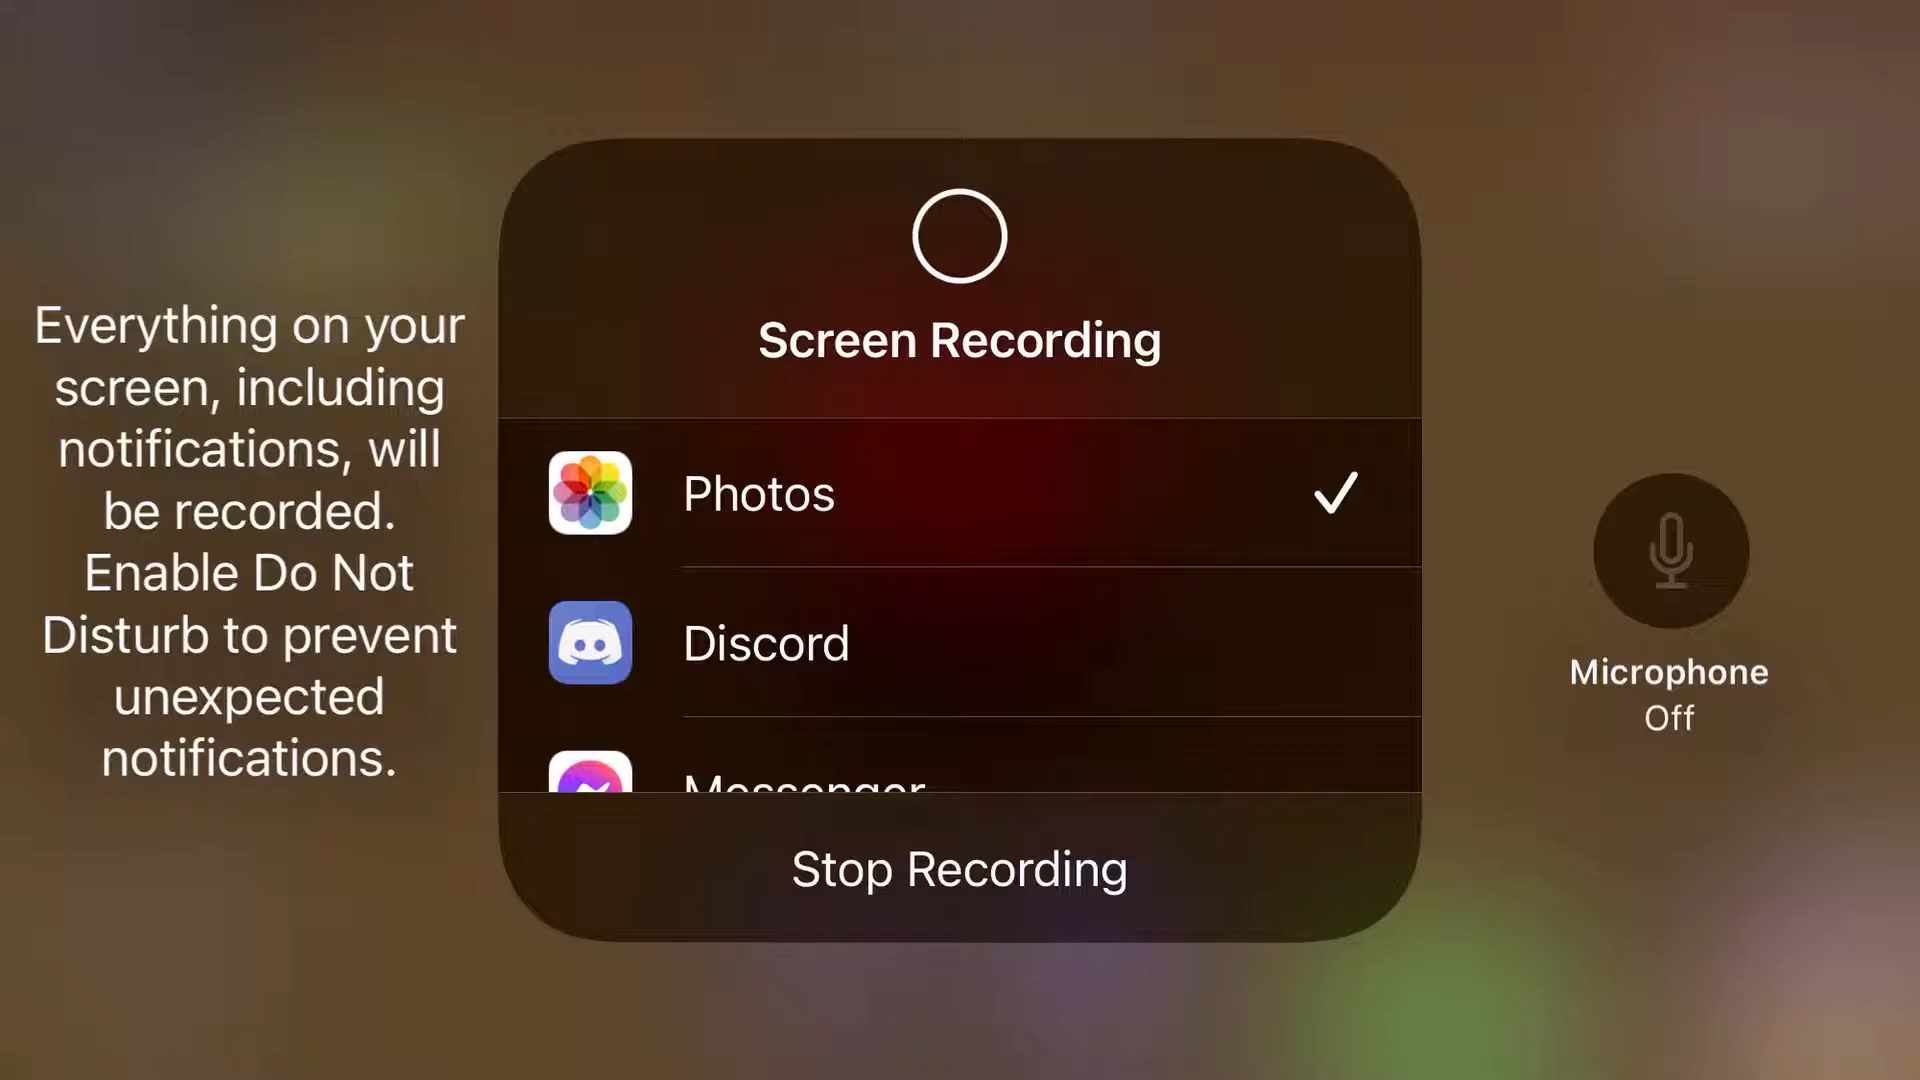 Everything on your
screen, including
notifications, will
be recorded.
Enable Do Not
Disturb to prevent
unexpected
notifications.
Screen Recording
Photos
Discord
Messenger
Stop Recording
Microphone
Off